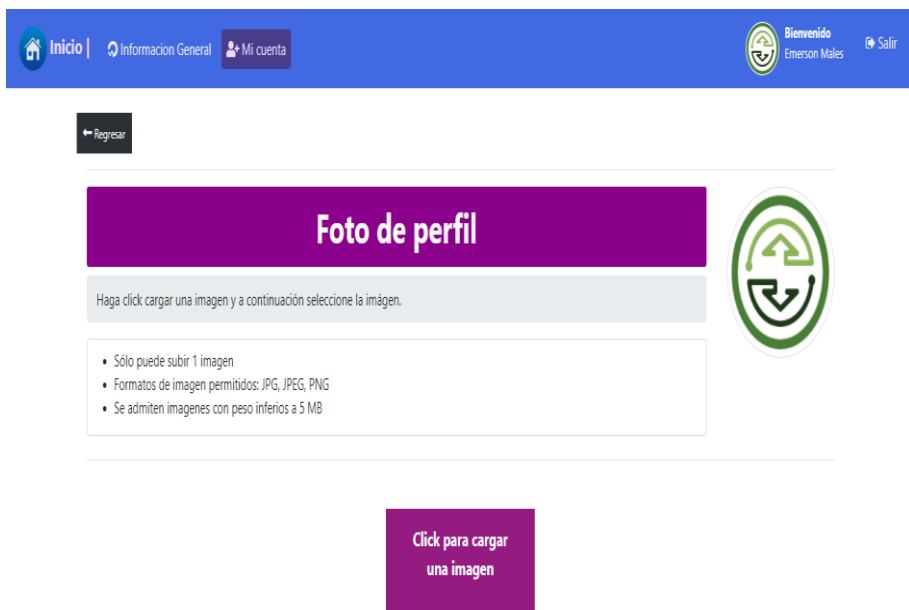 Inicio |
Informacion General
Mi cuenta
Bienvenido
Emerson Males
Salir
Regresar
Foto de perfil
Haga click cargar una imagen y a continuación seleccione la imágen.
Sólo puede subir 1 imagen
Formatos de imagen permitidos: JPG, JPEG, PNG
Se admiten imagenes con peso inferios a 5 MB
Click para cargar
una imagen